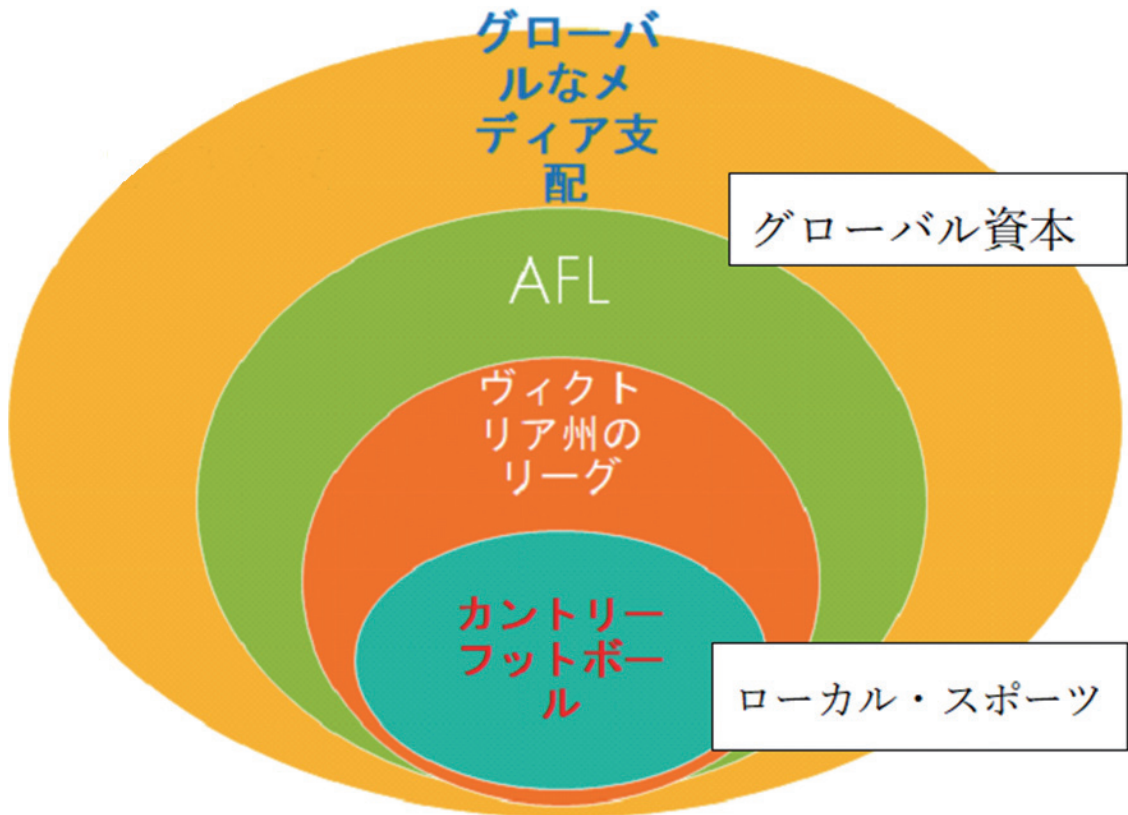 グローバ
ルなメ
ディア支
配
グローバル資本
AFL
ヴィクト
リア州の
リーグ
カントリー
フットボー
ル
ローカル・スポーツ